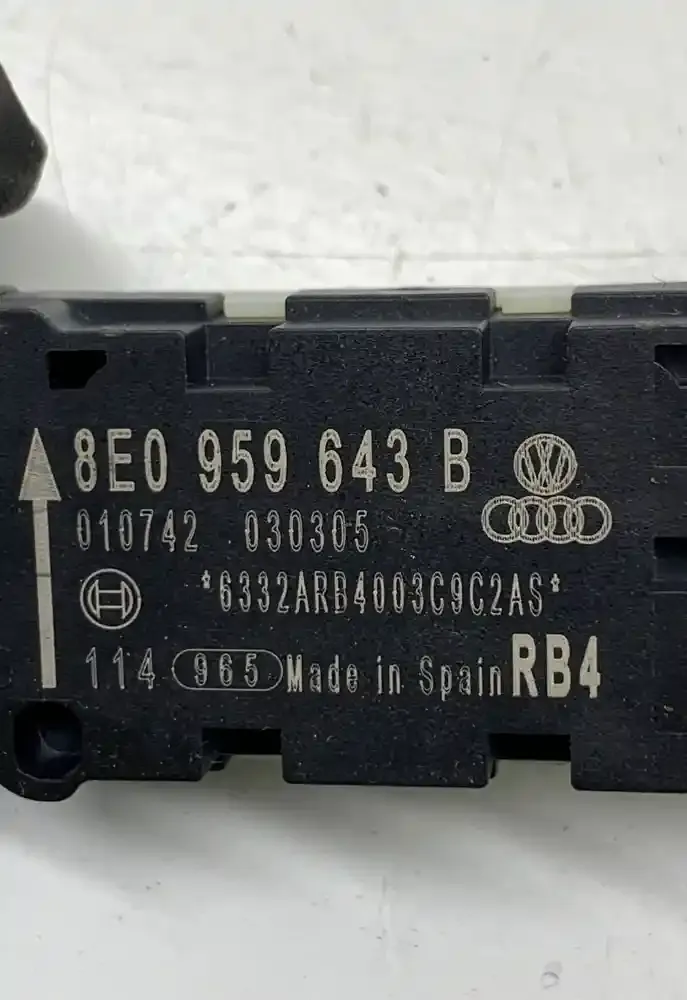 8E0 959 643 B
010742 030305
*6332ARB4003C9C2AS*
114 965 Made in Spain RB4